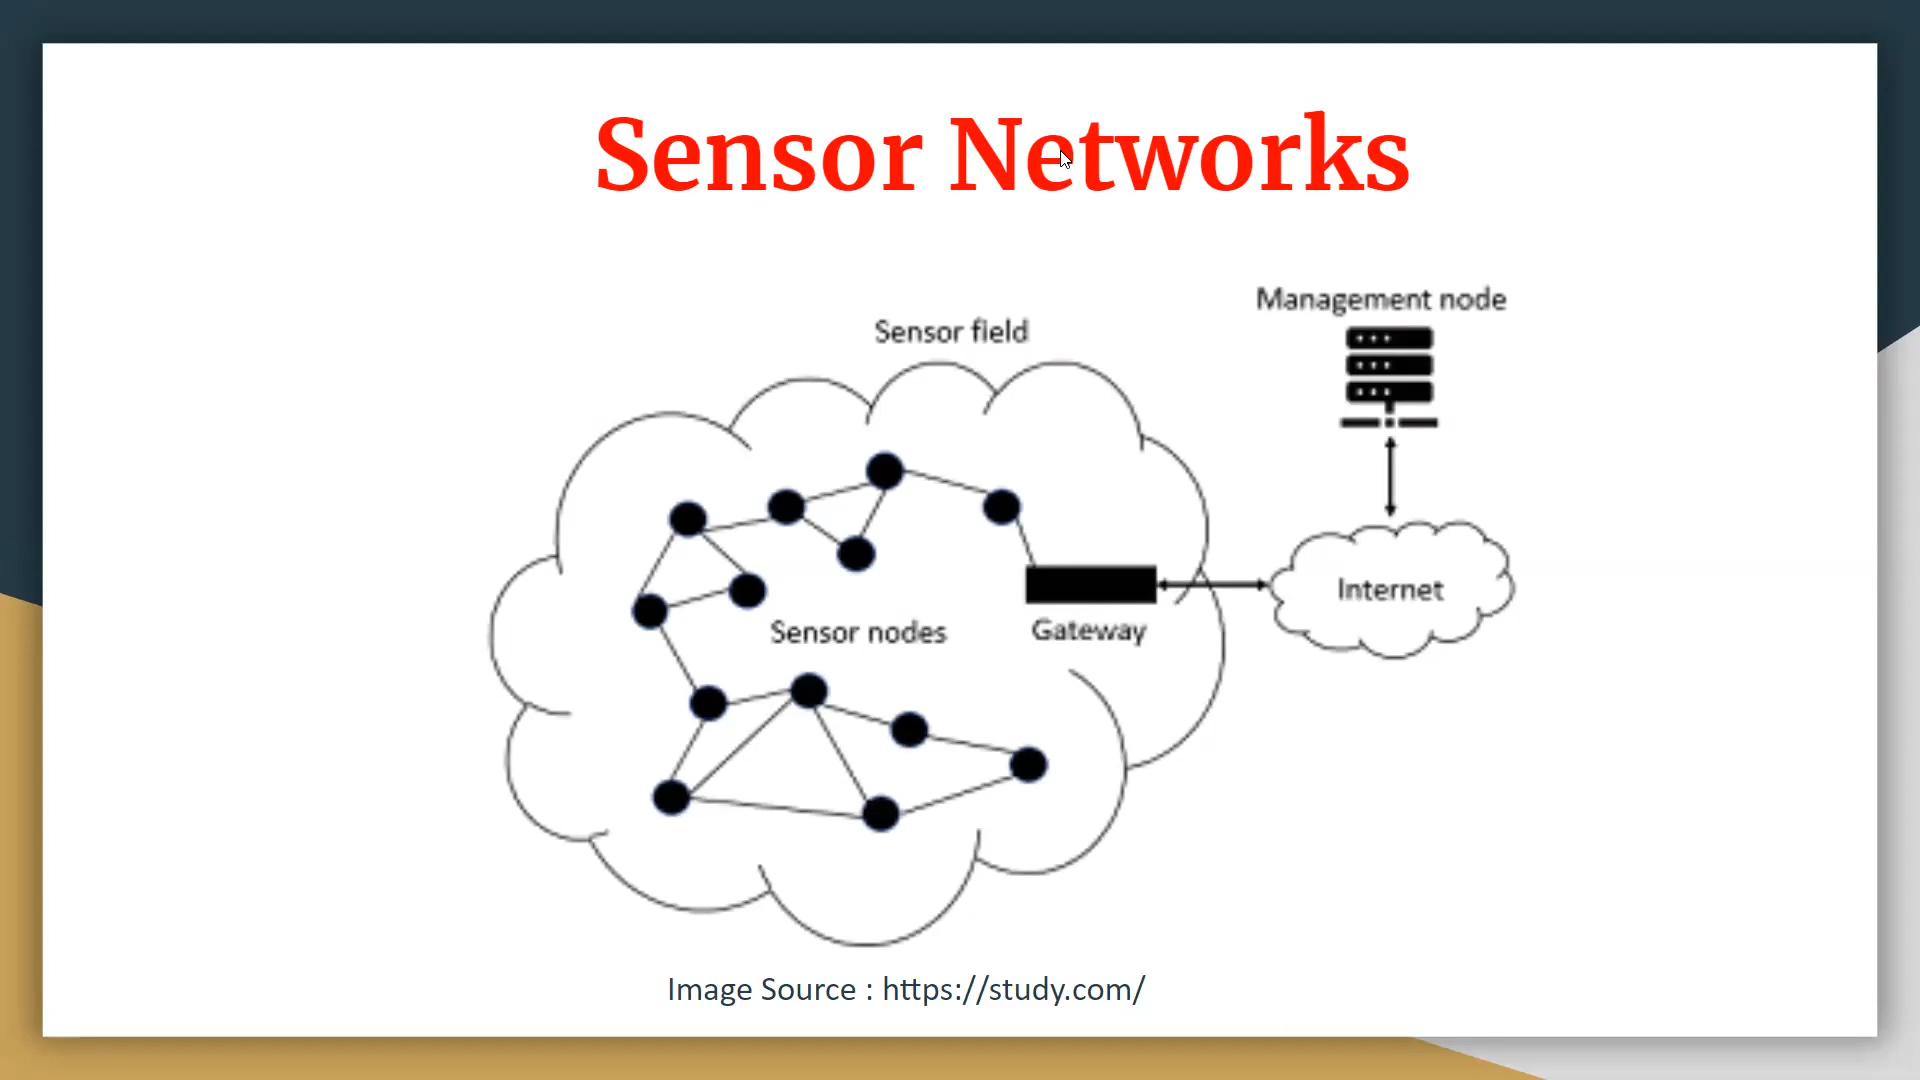 Sensor Networks
Management node
Sensor field
Internet
Sensor nodes
Gateway
Image Source : https://study.com/